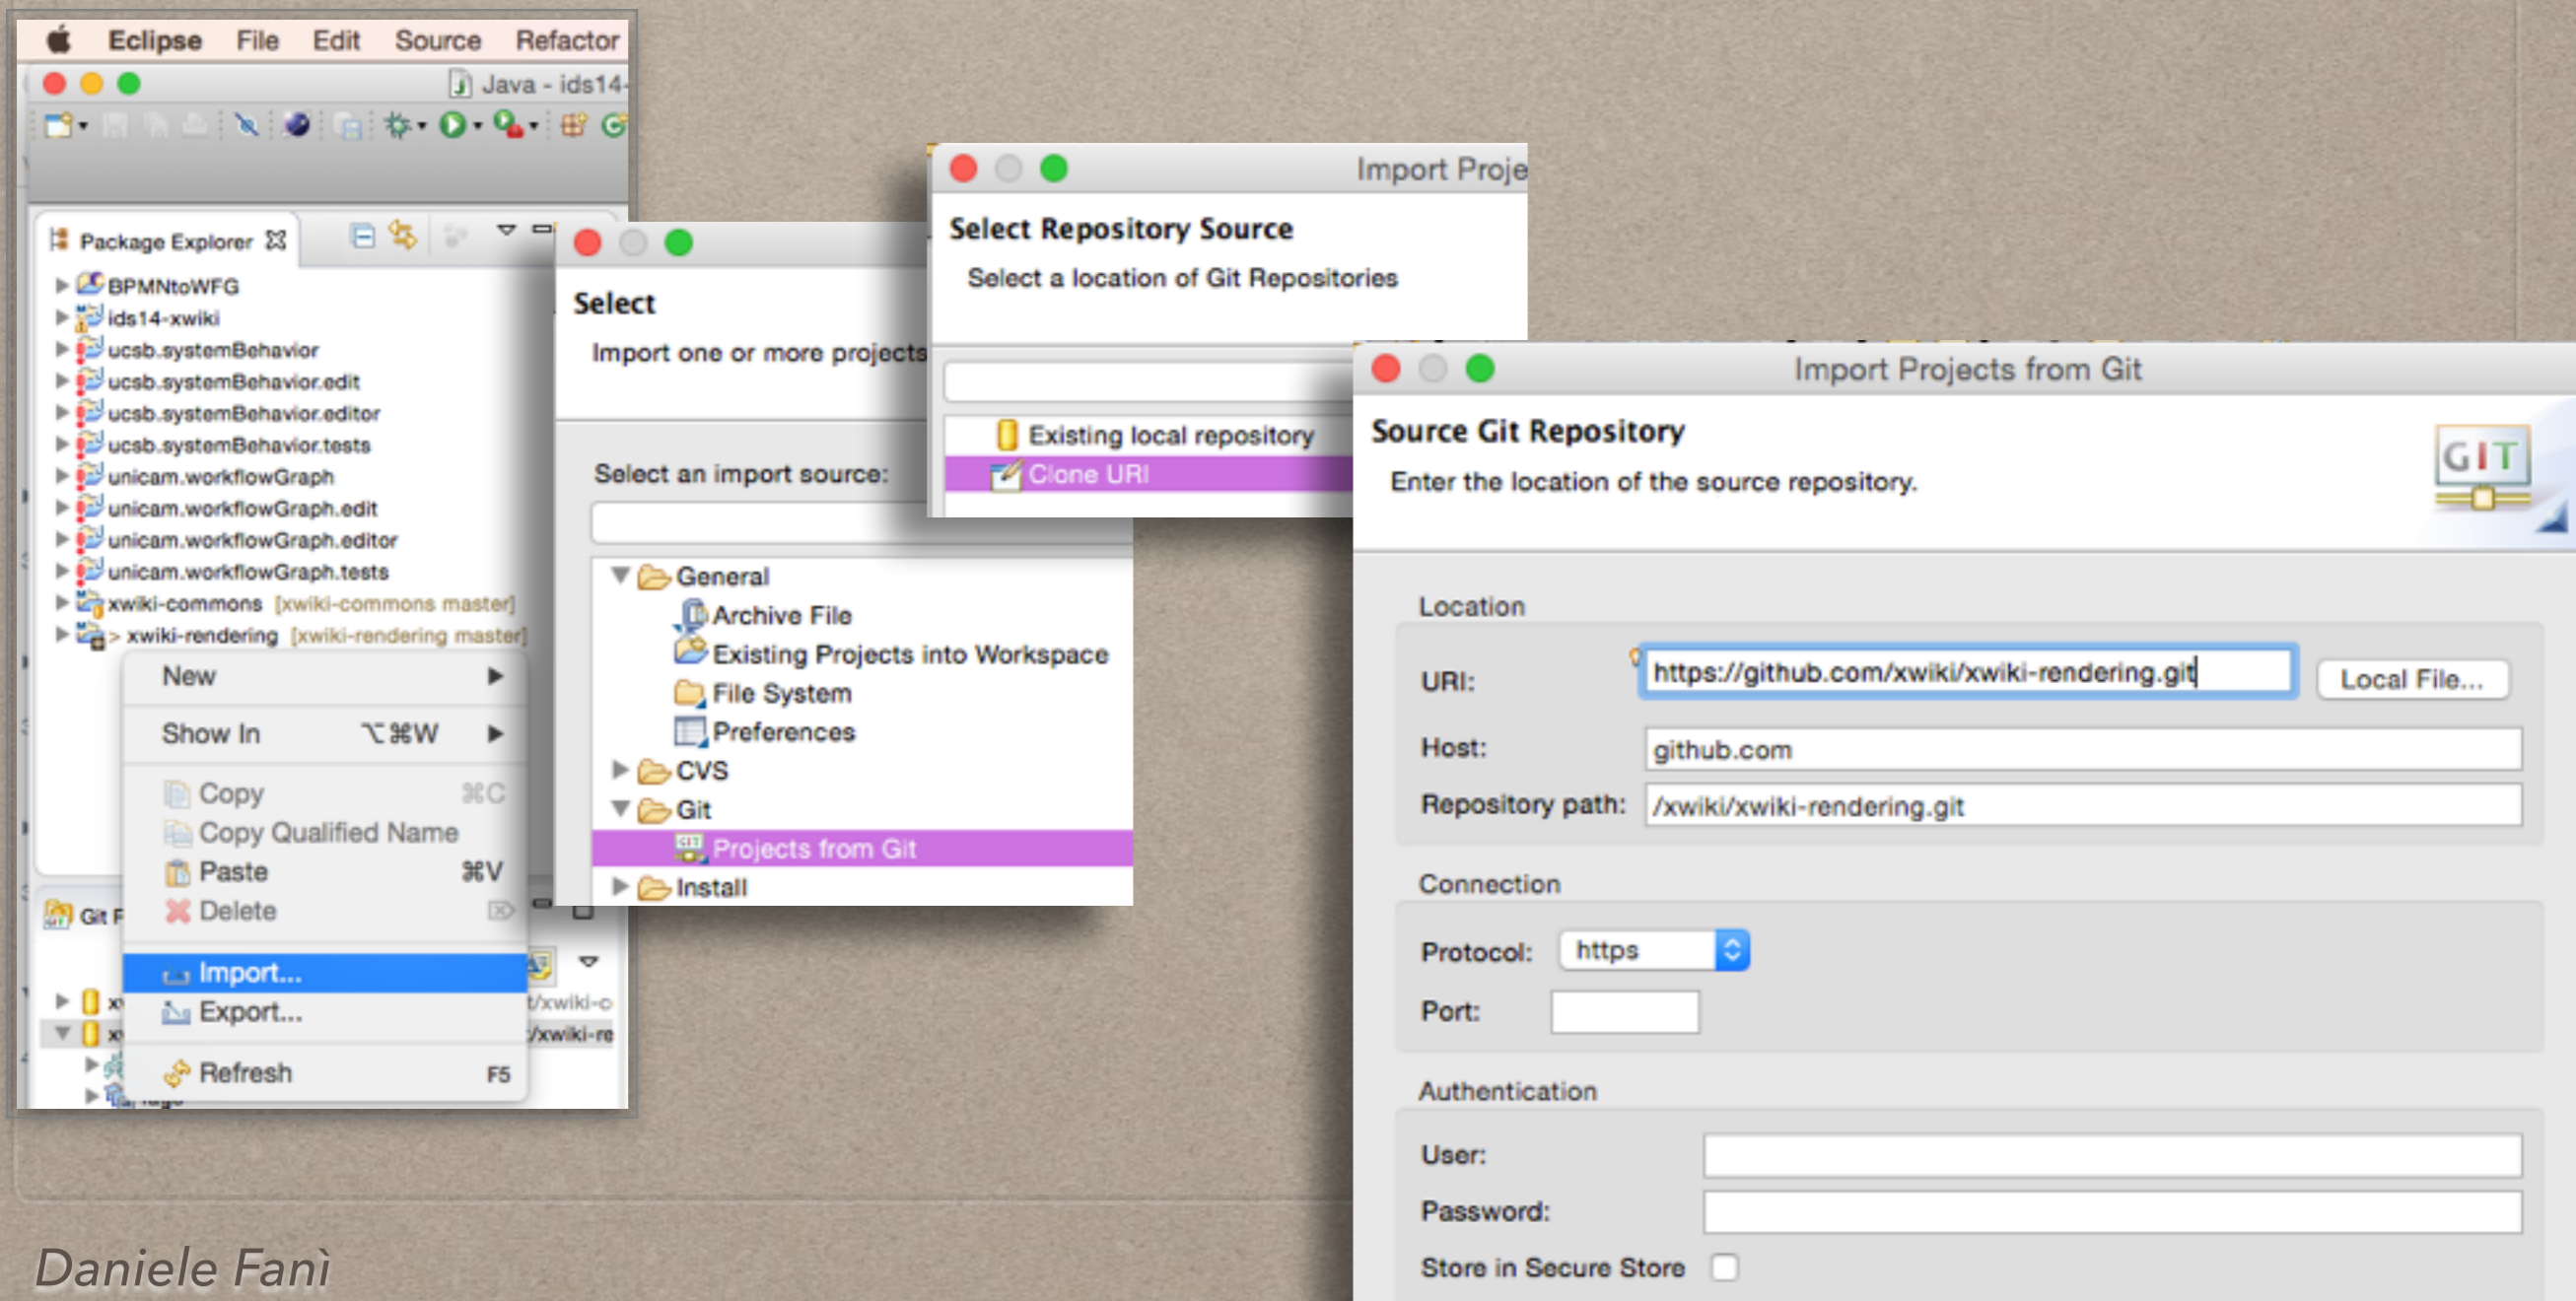 Eclipse File Edit Source Refactor
Java - ids14-
Package Explorer
BPMNtoWFG
ids14-xwiki
ucsb.systemBehavior
ucsb.systemBehavior.edit
ucsb.systemBehavior.editor
ucsb.systemBehavior.tests
unicam.workflowGraph
unicam.workflowGraph.edit
unicam.workflowGraph.editor
unicam.workflowGraph.tests
xwiki-commons [xwiki-commons master]
> xwiki-rendering [xwiki-rendering master]
New
Show In ⌥⌘W
Copy ⌘C
Copy Qualified Name
Paste ⌘V
Delete
Import...
Export...
Refresh F5
Git
t/xwiki-c
/xwiki-re
Select
Import one or more projects
Select an import source:
General
Archive File
Existing Projects into Workspace
File System
Preferences
CVS
Git
Projects from Git
Install
Import Proje
Select Repository Source
Select a location of Git Repositories
Existing local repository
Clone URI
Import Projects from Git
Source Git Repository
Enter the location of the source repository.
GIT
Location
URI: https://github.com/xwiki/xwiki-rendering.git Local File...
Host: github.com
Repository path: /xwiki/xwiki-rendering.git
Connection
Protocol: https
Port:
Authentication
User:
Password:
Store in Secure Store
Daniele Fanì